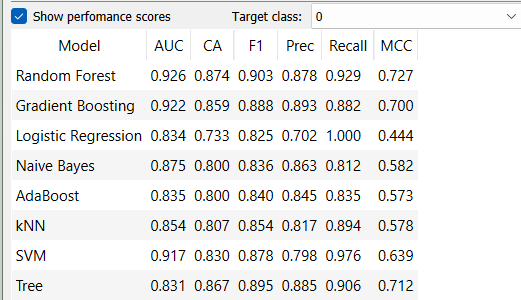 Show perfomance scores Target class: 0
Model AUC CA F1 Prec Recall MCC
Random Forest 0.926 0.874 0.903 0.878 0.929 0.727
Gradient Boosting 0.922 0.859 0.888 0.893 0.882 0.700
Logistic Regression 0.834 0.733 0.825 0.702 1.000 0.444
Naive Bayes 0.875 0.800 0.836 0.863 0.812 0.582
AdaBoost 0.835 0.800 0.840 0.845 0.835 0.573
kNN 0.854 0.807 0.854 0.817 0.894 0.578
SVM 0.917 0.830 0.878 0.798 0.976 0.639
Tree 0.831 0.867 0.895 0.885 0.906 0.712